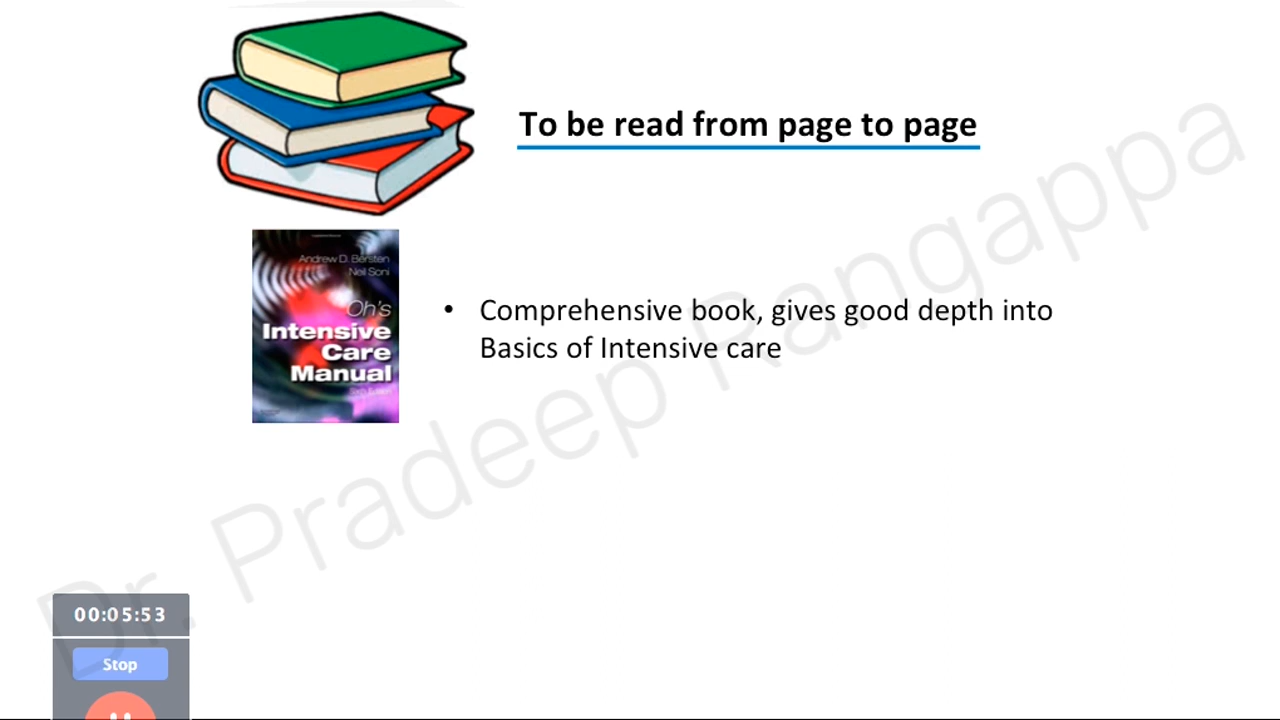 To be read from page to page
Andrew D. Bersten
Neil Soni
Oh's
Intensive
Care
Manual
• Comprehensive book, gives good depth into
Basics of Intensive care
Dr. Pradeep Rangappa
00:05:53
Stop